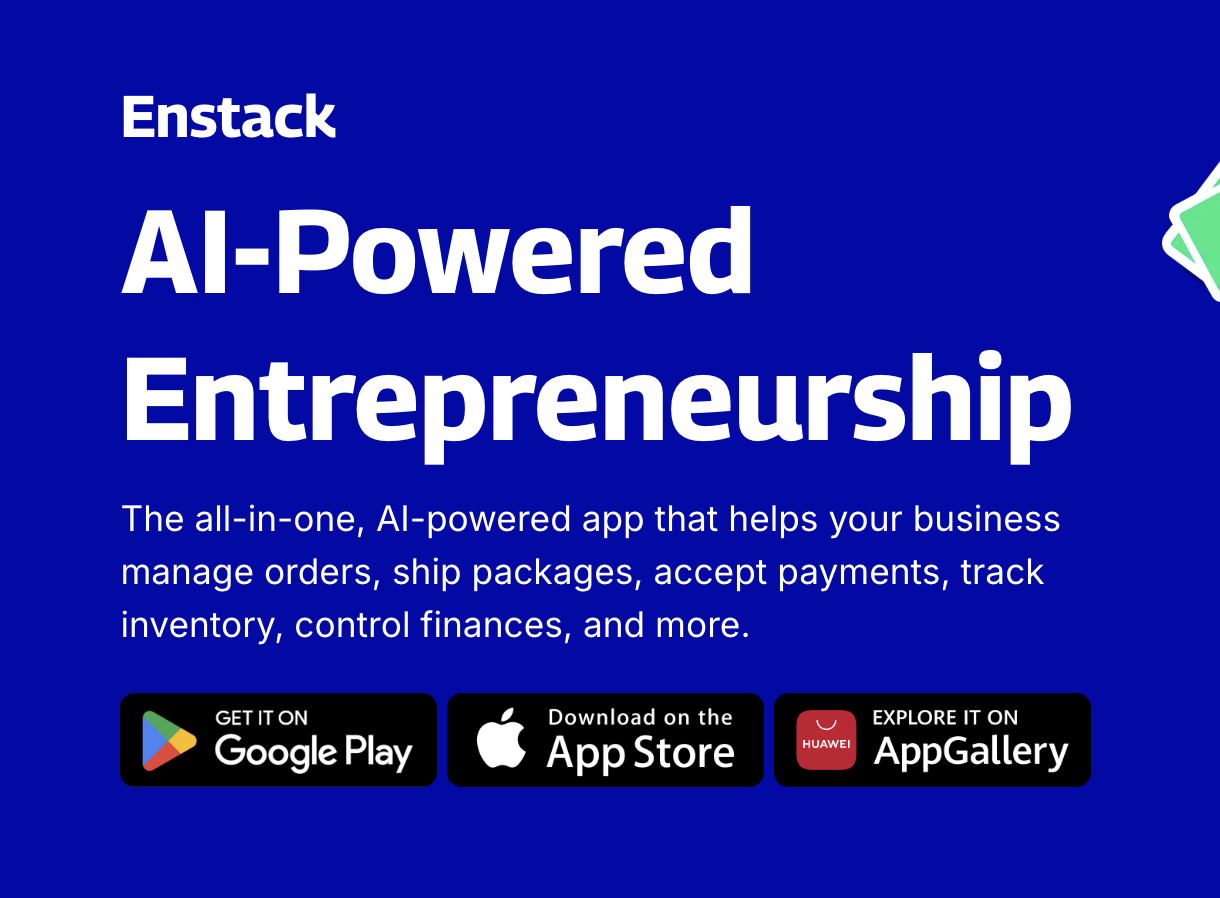 Enstack
AI-Powered
Entrepreneurship
The all-in-one, AI-powered app that helps your business
manage orders, ship packages, accept payments, track
inventory, control finances, and more.
GET IT ON
Google Play
Download on the
App Store
HUAWEI
EXPLORE IT ON
AppGallery